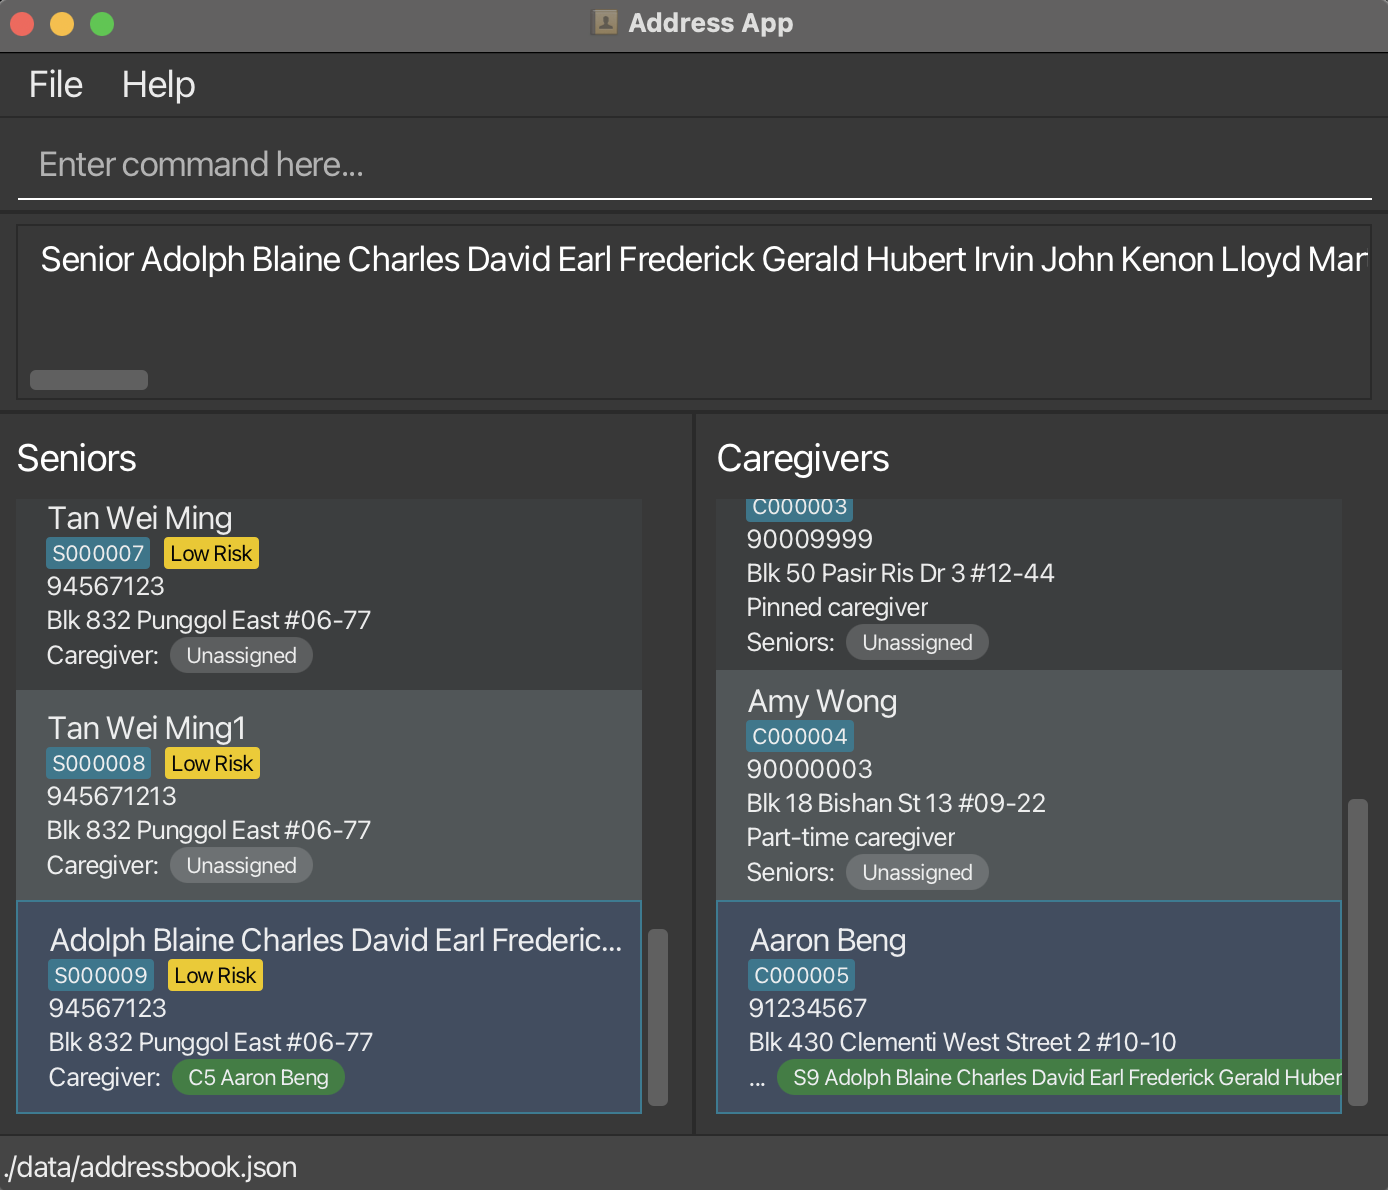 Address App
File Help
Enter command here...
Senior Adolph Blaine Charles David Earl Frederick Gerald Hubert Irvin John Kenon Lloyd Mar
Seniors
Tan Wei Ming
S000007 Low Risk
94567123
Blk 832 Punggol East #06-77
Caregiver: Unassigned
Tan Wei Ming1
S000008 Low Risk
945671213
Blk 832 Punggol East #06-77
Caregiver: Unassigned
Adolph Blaine Charles David Earl Frederic...
S000009 Low Risk
94567123
Blk 832 Punggol East #06-77
Caregiver: C5 Aaron Beng
Caregivers
C000003
90009999
Blk 50 Pasir Ris Dr 3 #12-44
Pinned caregiver
Seniors: Unassigned
Amy Wong
C000004
90000003
Blk 18 Bishan St 13 #09-22
Part-time caregiver
Seniors: Unassigned
Aaron Beng
C000005
91234567
Blk 430 Clementi West Street 2 #10-10
... S9 Adolph Blaine Charles David Earl Frederick Gerald Huber
./data/addressbook.json